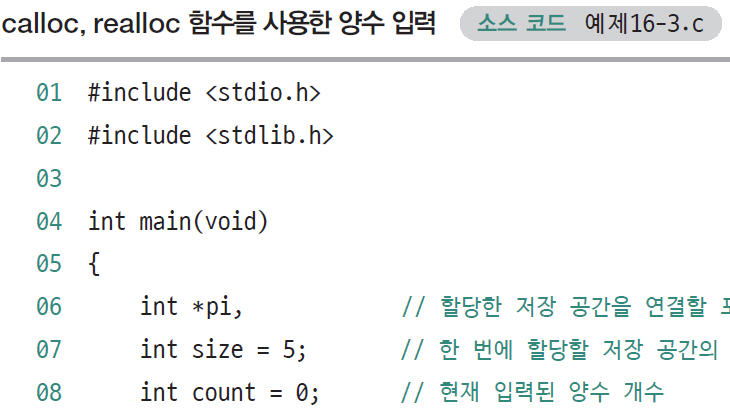 calloc, realloc 함수를 사용한 양수 입력 소스 코드 예제16-3.c
01 #include <stdio.h>
02 #include <stdlib.h>
03
04 int main(void)
05 {
06 int *pi, // 할당한 저장 공간을 연결할
07 int size = 5; // 한 번에 할당할 저장 공간의
08 int count = 0; // 현재 입력된 양수 개수